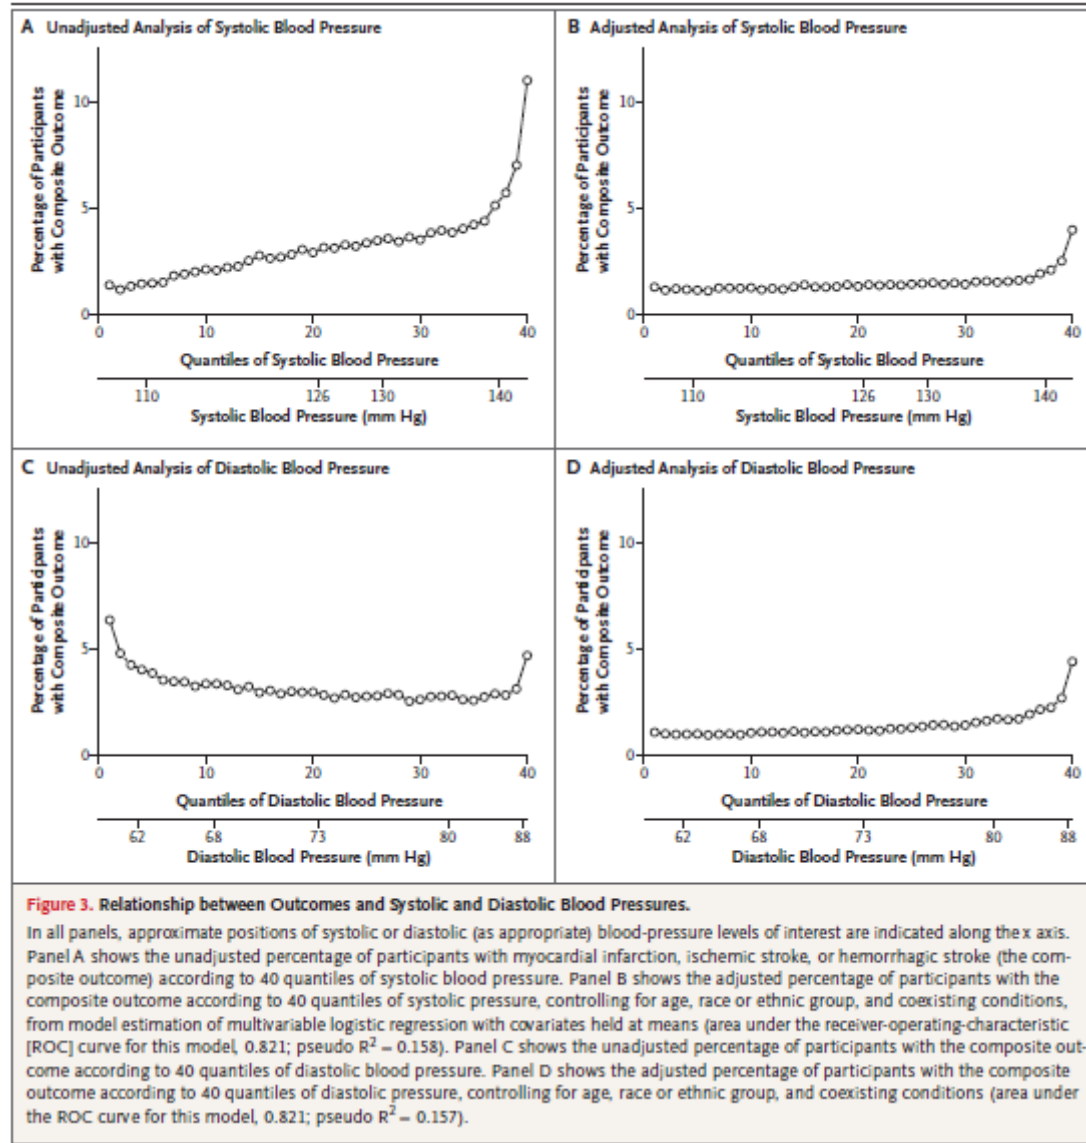 A Unadjusted Analysis of Systolic Blood Pressure
Percentage of Participants
with Composite Outcome
10
5
0
0 10 20 30 40
Quantiles of Systolic Blood Pressure
110 126 130 140
Systolic Blood Pressure (mm Hg)
B Adjusted Analysis of Systolic Blood Pressure
Percentage of Participants
with Composite Outcome
10
5
0
0 10 20 30 40
Quantiles of Systolic Blood Pressure
110 126 130 140
Systolic Blood Pressure (mm Hg)
C Unadjusted Analysis of Diastolic Blood Pressure
Percentage of Participants
with Composite Outcome
10
5
0
0 10 20 30 40
Quantiles of Diastolic Blood Pressure
62 68 73 80 88
Diastolic Blood Pressure (mm Hg)
D Adjusted Analysis of Diastolic Blood Pressure
Percentage of Participants
with Composite Outcome
10
5
0
0 10 20 30 40
Quantiles of Diastolic Blood Pressure
62 68 73 80 88
Diastolic Blood Pressure (mm Hg)
Figure 3. Relationship between Outcomes and Systolic and Diastolic Blood Pressures.
In all panels, approximate positions of systolic or diastolic (as appropriate) blood-pressure levels of interest are indicated along the x axis.
Panel A shows the unadjusted percentage of participants with myocardial infarction, ischemic stroke, or hemorrhagic stroke (the com-
posite outcome) according to 40 quantiles of systolic blood pressure. Panel B shows the adjusted percentage of participants with the
composite outcome according to 40 quantiles of systolic pressure, controlling for age, race or ethnic group, and coexisting conditions,
from model estimation of multivariable logistic regression with covariates held at means (area under the receiver-operating-characteristic
[ROC] curve for this model, 0.821; pseudo R² = 0.158). Panel C shows the unadjusted percentage of participants with the composite out-
come according to 40 quantiles of diastolic blood pressure. Panel D shows the adjusted percentage of participants with the composite
outcome according to 40 quantiles of diastolic pressure, controlling for age, race or ethnic group, and coexisting conditions (area under
the ROC curve for this model, 0.821; pseudo R² = 0.157).